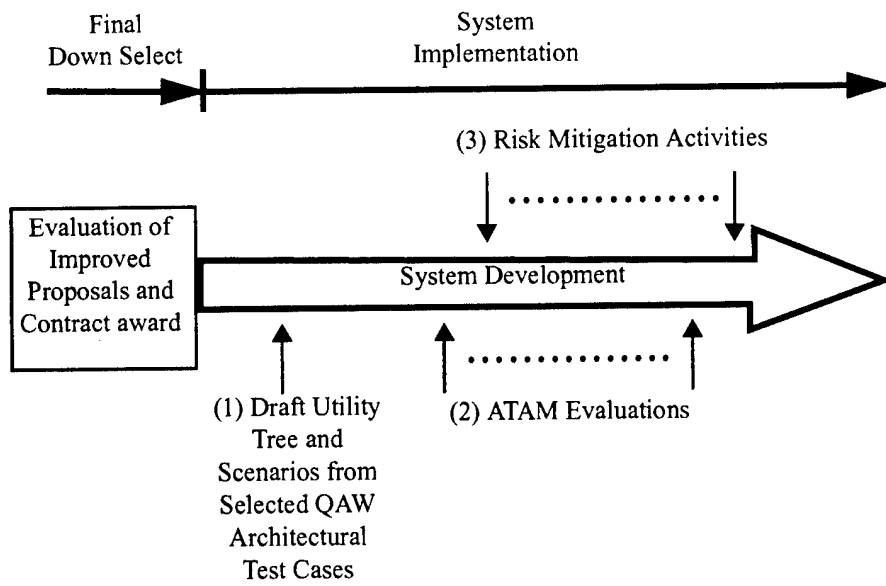 Final
Down Select
System
Implementation
(3) Risk Mitigation Activities
Evaluation of
Improved
Proposals and
Contract award
System Development
(1) Draft Utility
Tree and
Scenarios from
Selected QAW
Architectural
Test Cases
(2) ATAM Evaluations